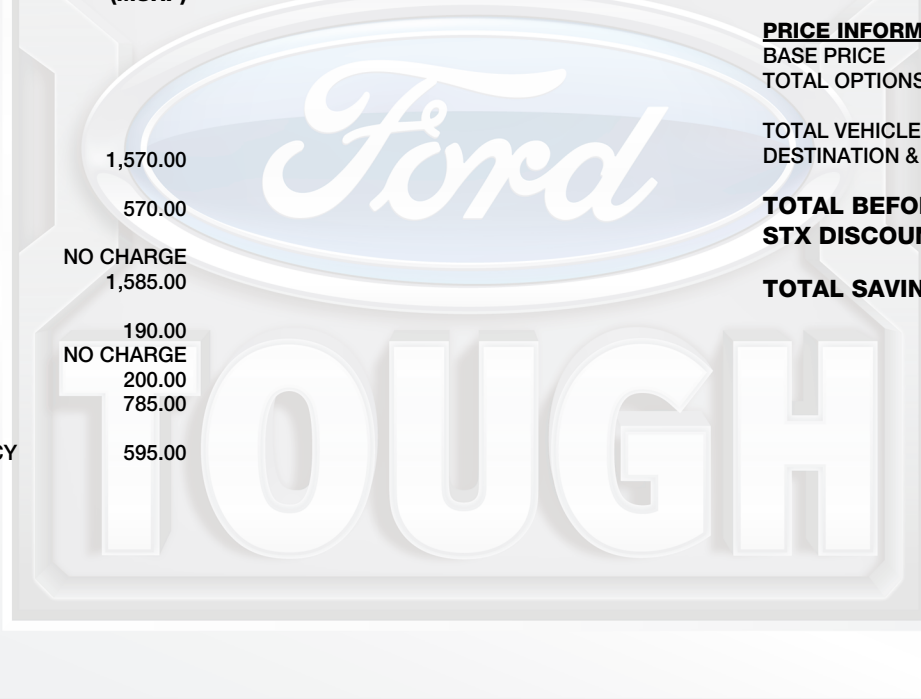 (MSRP)
1,570.00
570.00
NO CHARGE
1,585.00
190.00
NO CHARGE
200.00
785.00
CY 595.00
PRICE INFORM
BASE PRICE
TOTAL OPTIONS
TOTAL VEHICLE
DESTINATION &
TOTAL BEFO
STX DISCOU
TOTAL SAVIN
Ford
TOUGH